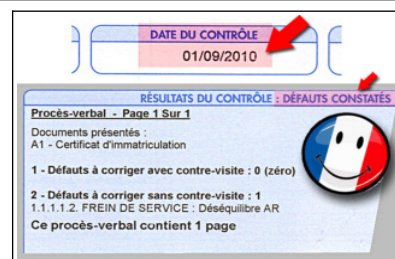 DATE DU CONTRÔLE
01/09/2010
RÉSULTATS DU CONTRÔLE : DÉFAUTS CONSTATÉS
Procès-verbal - Page 1 Sur 1
Documents présentés :
A1 - Certificat d'immatriculation
1 - Défauts à corriger avec contre-visite : 0 (zéro)
2 - Défauts à corriger sans contre-visite : 1
1.1.1.1.2. FREIN DE SERVICE : Déséquilibre AR
Ce procès-verbal contient 1 page